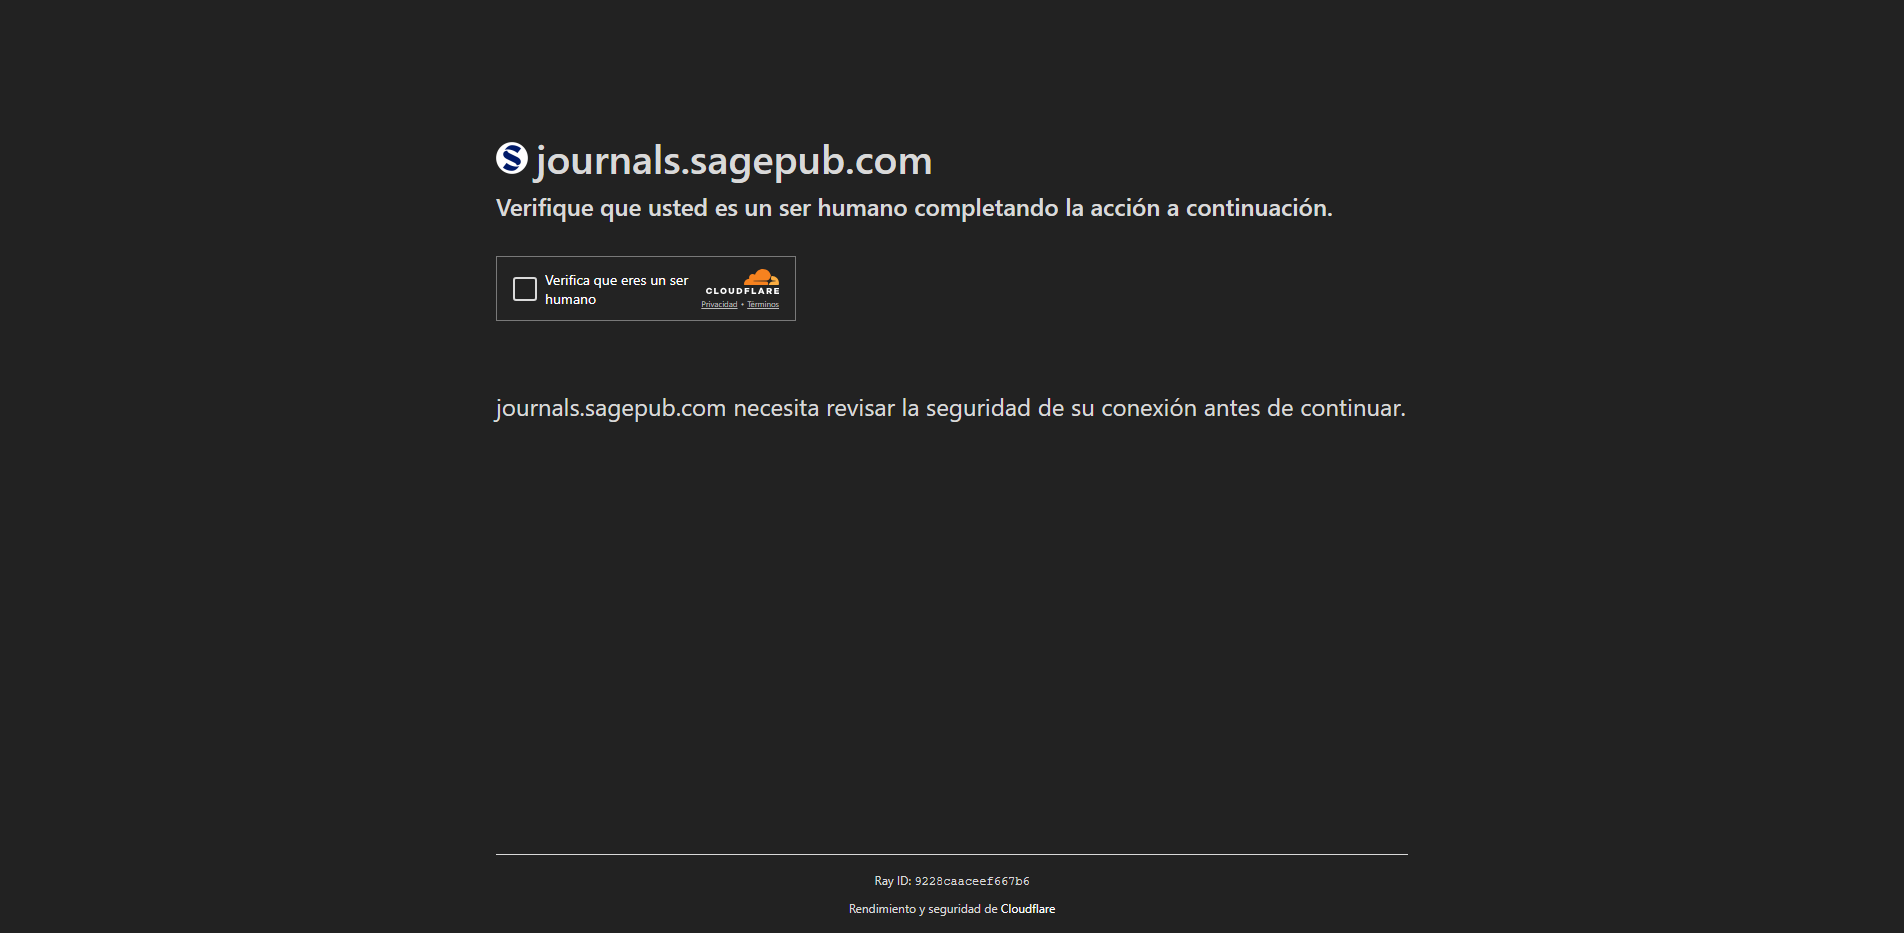 journals.sagepub.com
Verifique que usted es un ser humano completando la acción a continuación.
Verifica que eres un ser
humano
CLOUDFLARE
Privacidad • Términos
journals.sagepub.com necesita revisar la seguridad de su conexión antes de continuar.
Ray ID: 9228caaceef667b6
Rendimiento y seguridad de Cloudflare